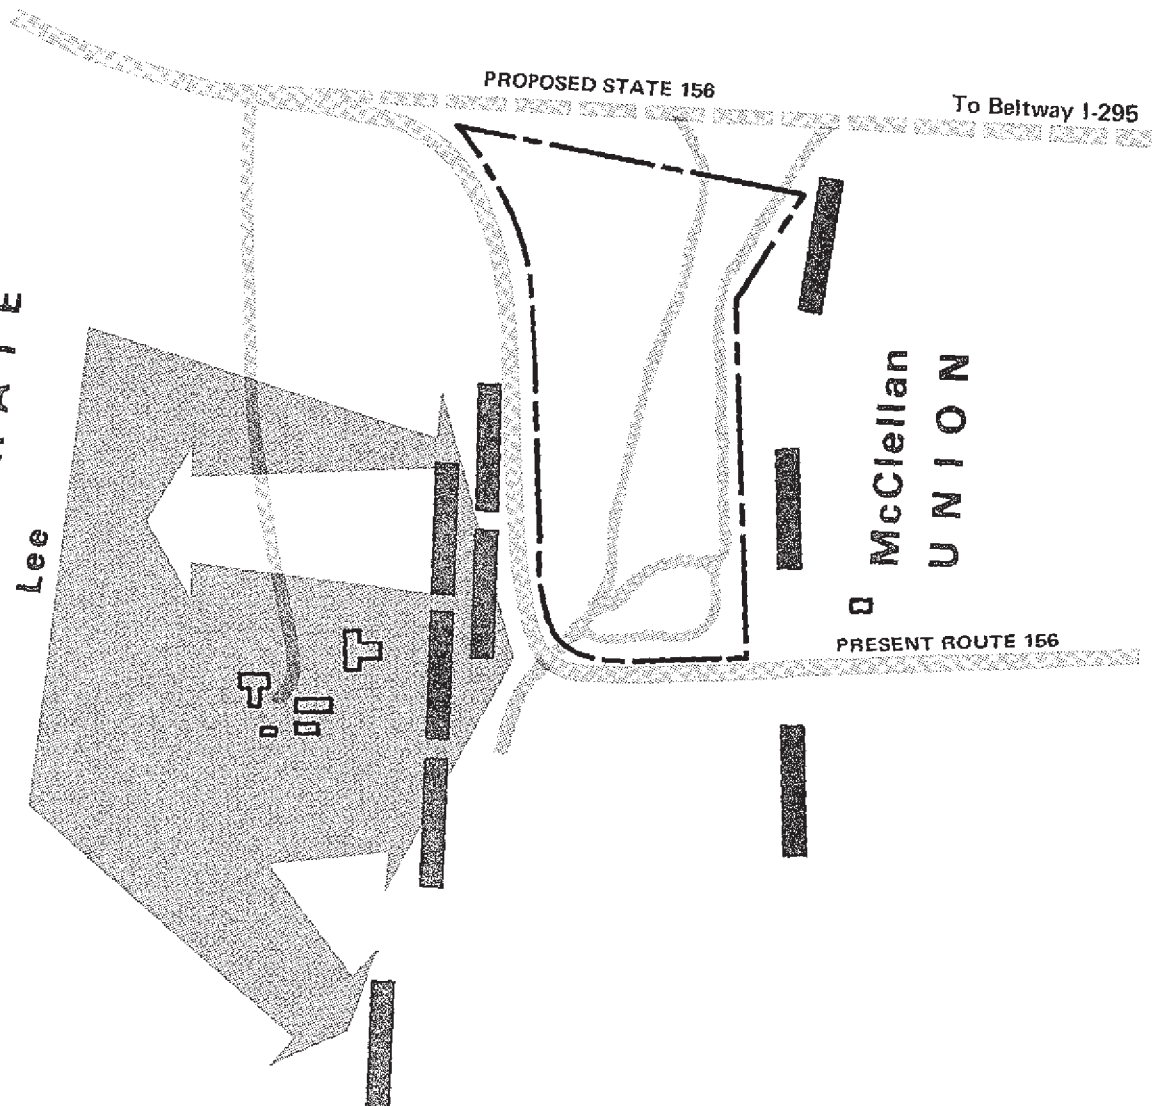 PROPOSED STATE 156
To Beltway I-295
McClellan
UNION
Lee
PRESENT ROUTE 156